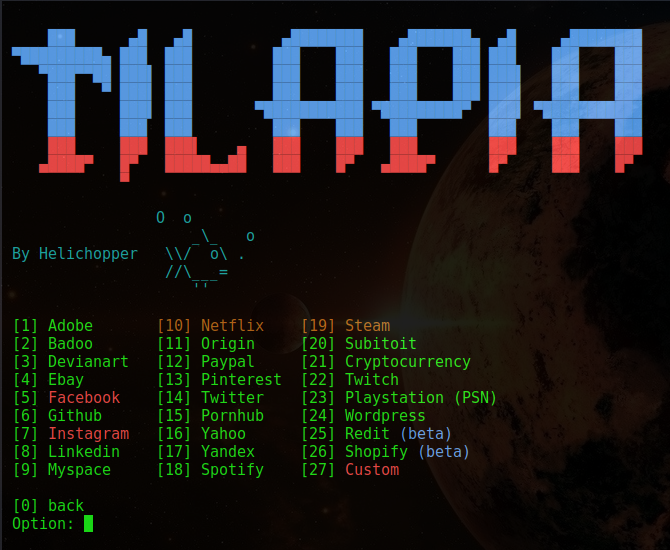 TILAPIA
O  o
_\_   o
By Helichopper   \\/  o\ .
//\___=
''
[1] Adobe       [10] Netflix    [19] Steam
[2] Badoo       [11] Origin     [20] Subitoit
[3] Devianart   [12] Paypal     [21] Cryptocurrency
[4] Ebay        [13] Pinterest  [22] Twitch
[5] Facebook    [14] Twitter    [23] Playstation (PSN)
[6] Github      [15] Pornhub    [24] Wordpress
[7] Instagram   [16] Yahoo      [25] Redit (beta)
[8] Linkedin    [17] Yandex     [26] Shopify (beta)
[9] Myspace     [18] Spotify    [27] Custom
[0] back
Option: